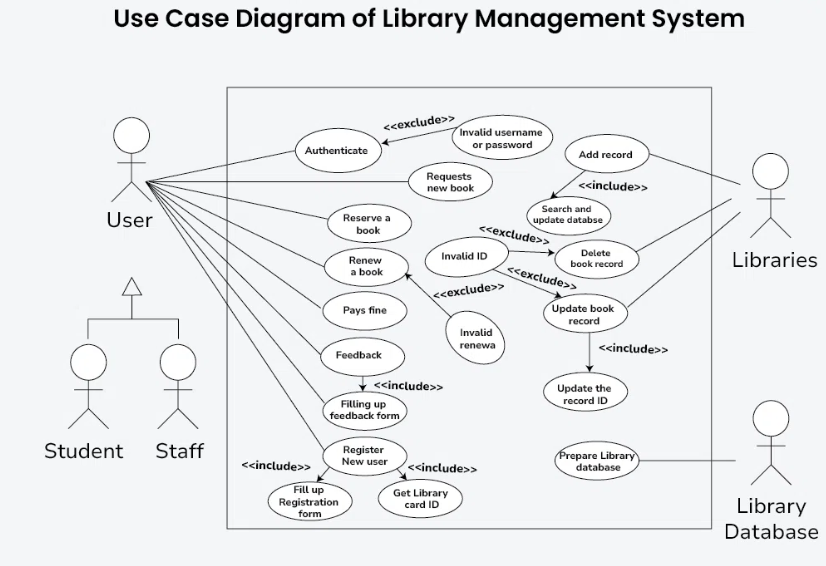 Use Case Diagram of Library Management System
<<exclude>>
Invalid username
or password
Authenticate
Add record
Requests
new book
<<include>>
User
Reserve a
book
Search and
update databse
<<exclude>>
Invalid ID
Delete
book record
Libraries
Renew
a book
<<exclude>>
<<exclude>>
Pays fine
Update book
record
Invalid
renewa
Feedback
<<include>>
<<include>>
Update the
record ID
Filling up
feedback form
Student
Staff
Register
New user
<<include>>
<<include>>
Prepare Library
database
Fill up
Registration
form
Get Library
card ID
Library
Database